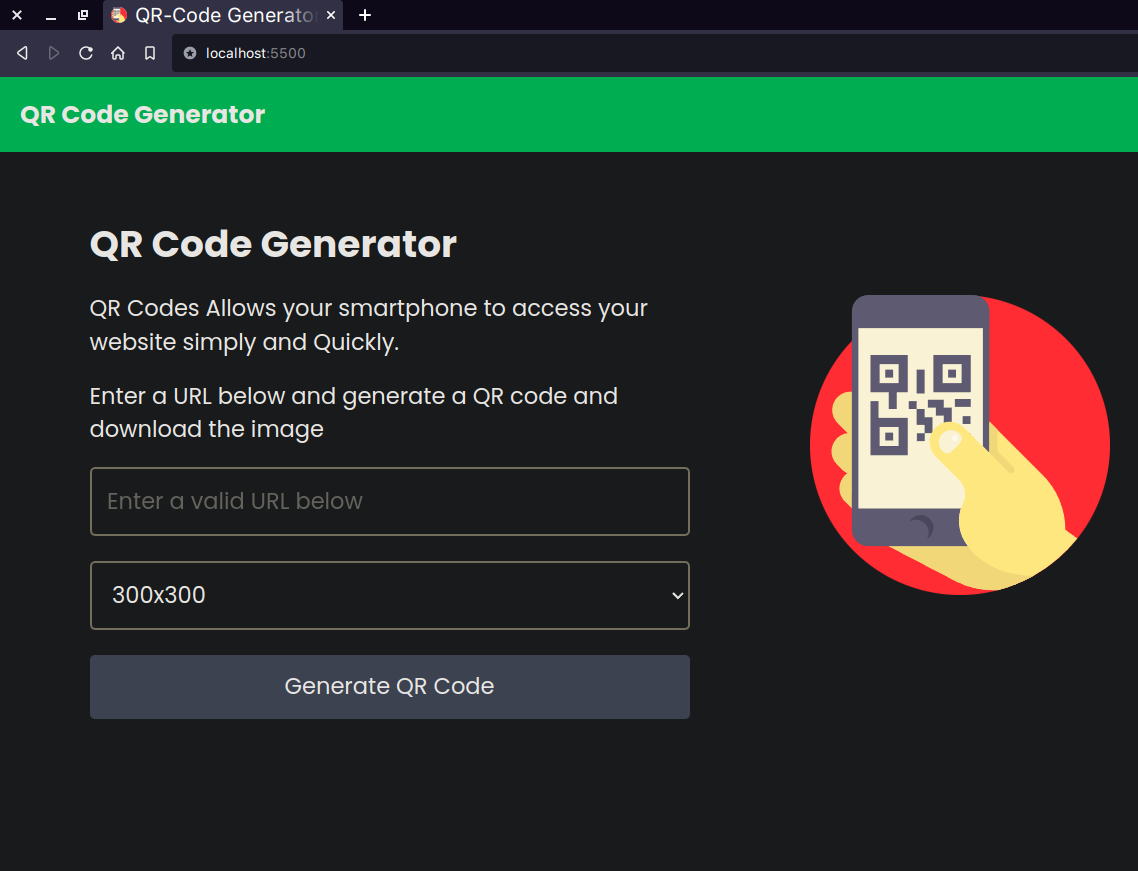 QR-Code Generato
localhost:5500
QR Code Generator
QR Code Generator
QR Codes Allows your smartphone to access your
website simply and Quickly.
Enter a URL below and generate a QR code and
download the image
Enter a valid URL below
300x300
Generate QR Code